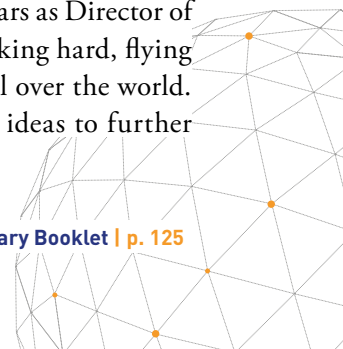 ars as Director of
king hard, flying
l over the world.
ideas to further
ary Booklet | p. 125